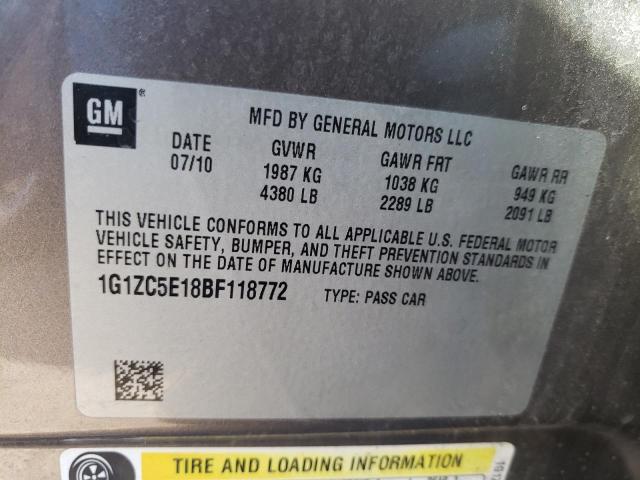 GM®
MFD BY GENERAL MOTORS LLC
DATE GVWR GAWR FRT GAWR RR
07/10 1987 KG 1038 KG 949 KG
4380 LB 2289 LB 2091 LB
THIS VEHICLE CONFORMS TO ALL APPLICABLE U.S. FEDERAL MOTOR
VEHICLE SAFETY, BUMPER, AND THEFT PREVENTION STANDARDS IN
EFFECT ON THE DATE OF MANUFACTURE SHOWN ABOVE.
1G1ZC5E18BF118772 TYPE: PASS CAR
TIRE AND LOADING INFORMATION